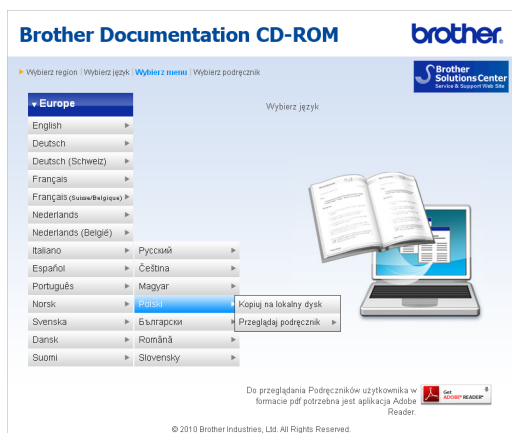 Brother Documentation CD-ROM
brother.
Wybierz region | Wybierz język | Wybierz menu | Wybierz podręcznik
Brother
Solutions Center
Service & Support Web Site
Europe
Wybierz język
English
Deutsch
Deutsch (Schweiz)
Français
Français (Suisse/Belgique)
Nederlands
Nederlands (België)
Italiano
Русский
Español
Čeština
Português
Magyar
Norsk
Polski
Kopiuj na lokalny dysk
Svenska
Български
Przeglądaj podręcznik
Dansk
Română
Suomi
Slovensky
Do przeglądania Podręczników użytkownika w
formacie pdf potrzebna jest aplikacja Adobe
Reader.
Get
ADOBE® READER®
© 2010 Brother Industries, Ltd. All Rights Reserved.